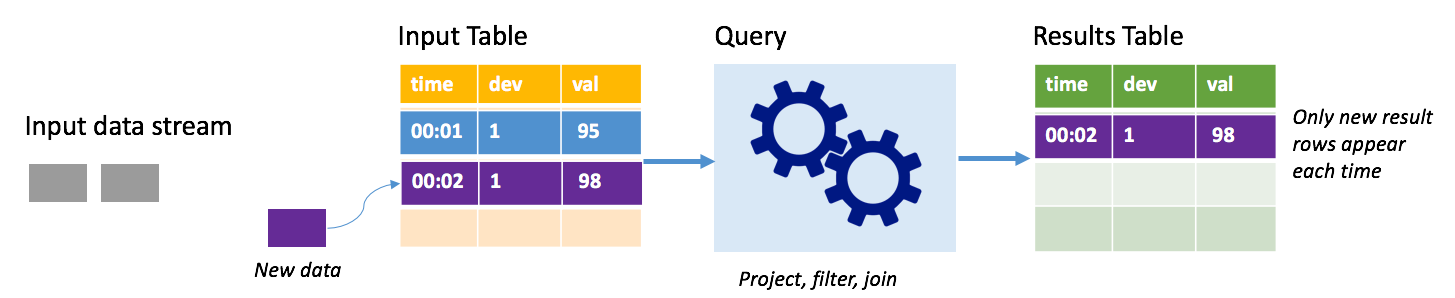 Input data stream
New data
Input Table
time dev val
00:01 1 95
00:02 1 98
Query
Project, filter, join
Results Table
time dev val
00:02 1 98
Only new result
rows appear
each time